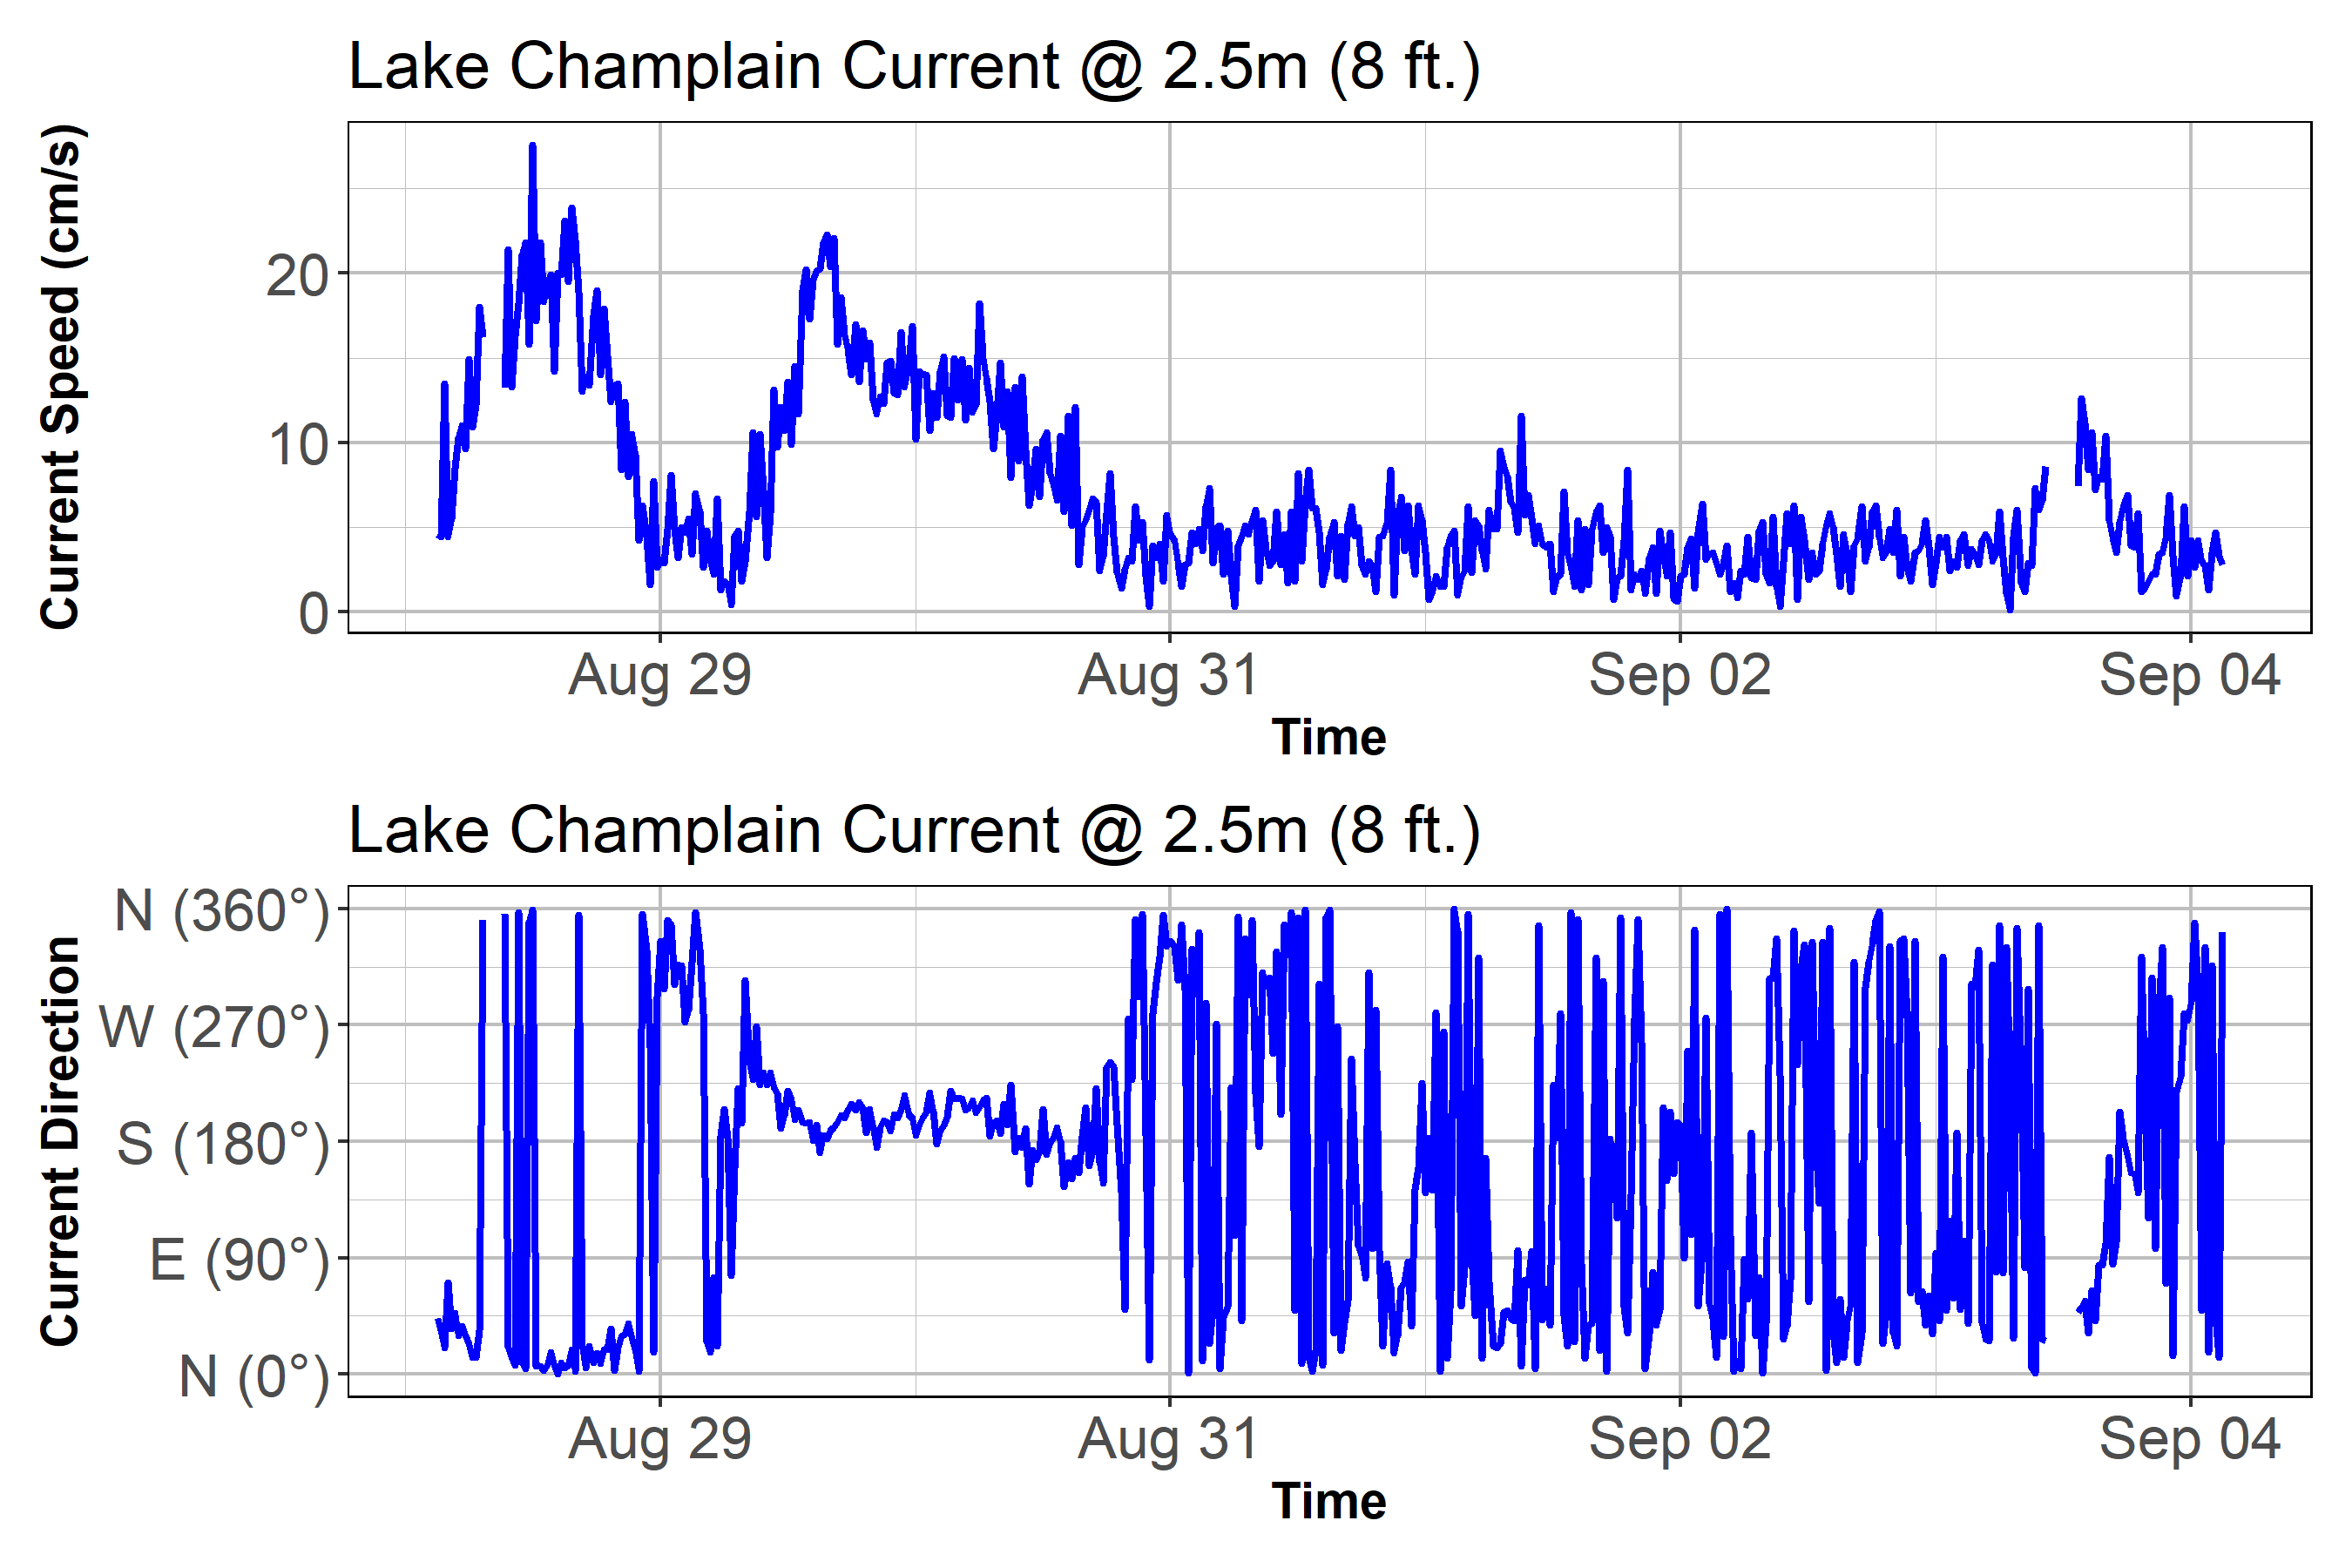 Lake Champlain Current @ 2.5m (8 ft.)
Current Speed (cm/s)
20
10
0
Aug 29
Aug 31
Sep 02
Sep 04
Time
Lake Champlain Current @ 2.5m (8 ft.)
Current Direction
N (360°)
W (270°)
S (180°)
E (90°)
N (0°)
Aug 29
Aug 31
Sep 02
Sep 04
Time